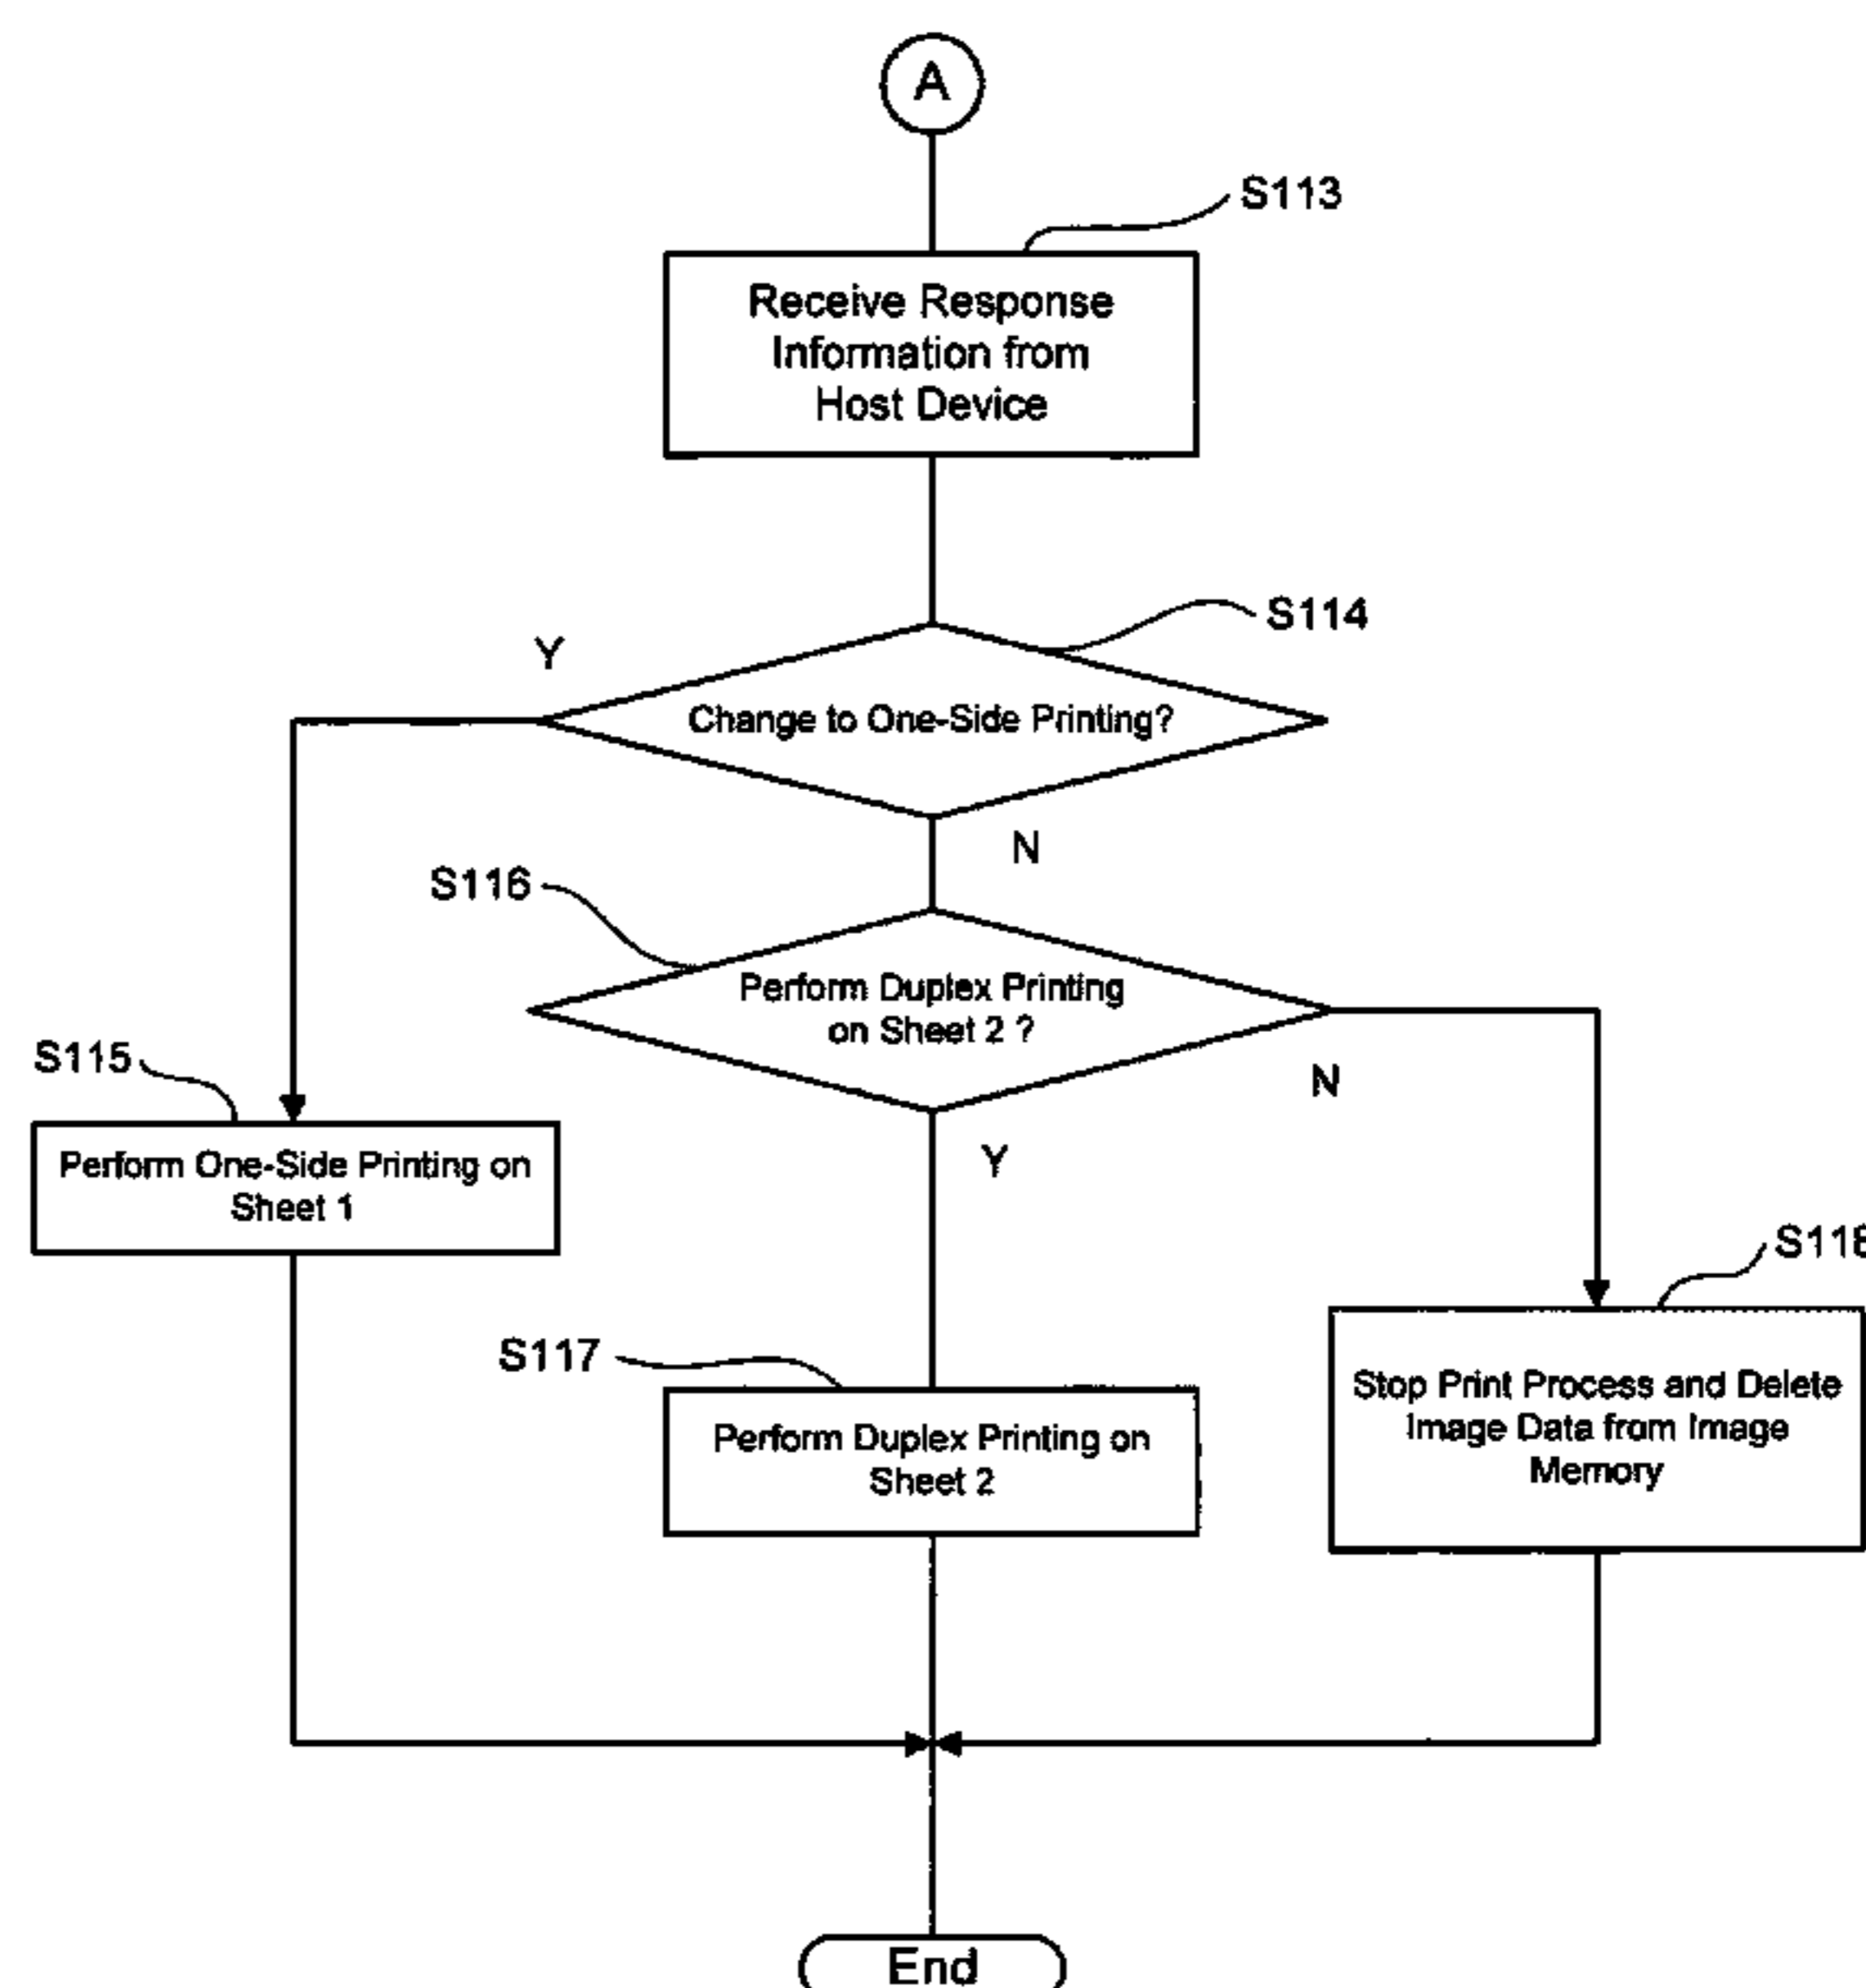 A
S113
Receive Response
Information from
Host Device
S114
Y
Change to One-Side Printing?
N
S116
Perform Duplex Printing
on Sheet 2 ?
S115
N
Y
Perform One-Side Printing on
Sheet 1
S118
S117
Stop Print Process and Delete
Image Data from Image
Memory
Perform Duplex Printing on
Sheet 2
End